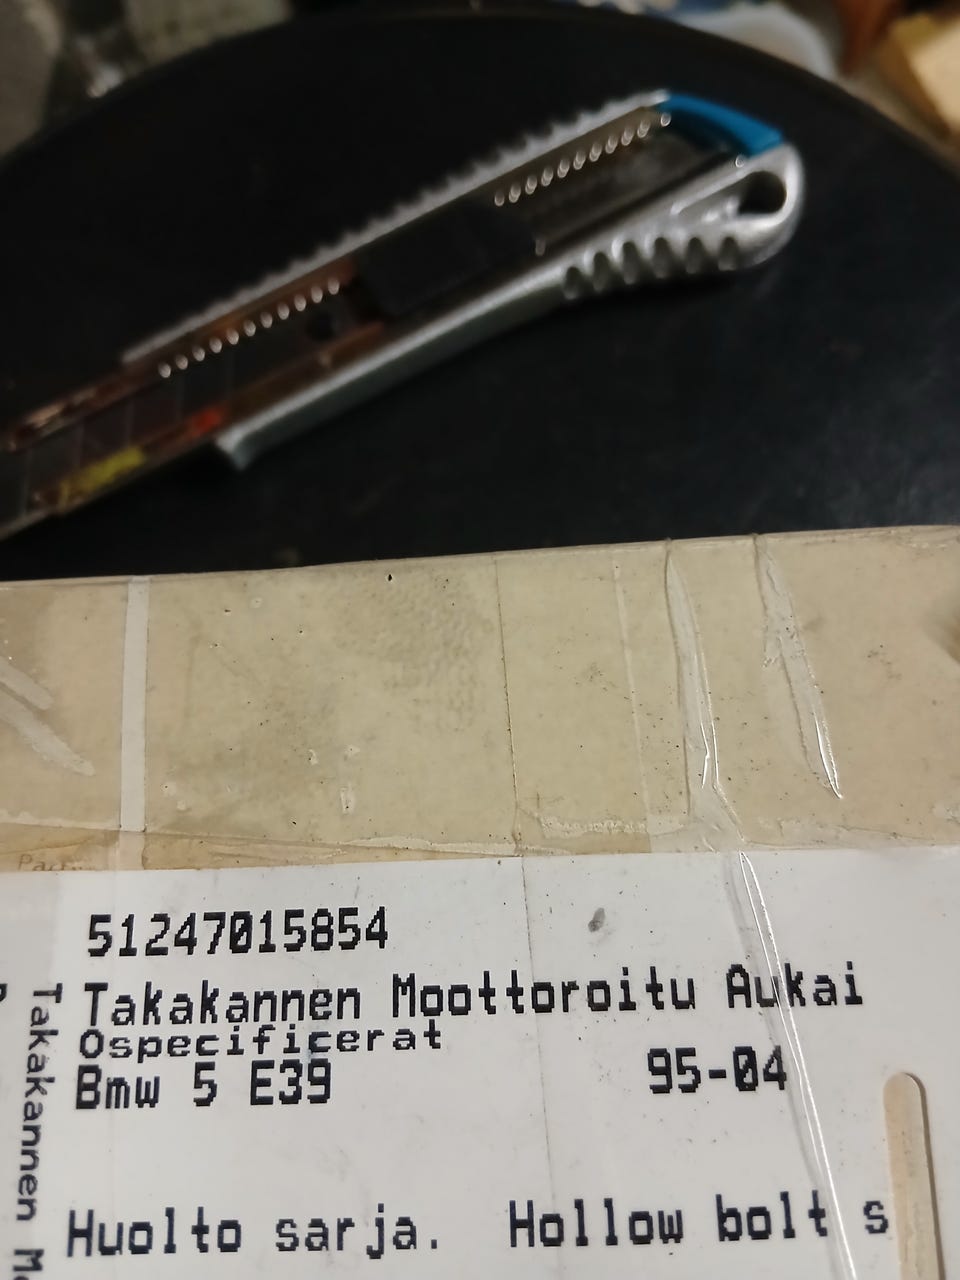 51247015854
Takakannen Moottoroitu Aukai
Ospecificerat
Bmw 5 E39 95-04
Huolto sarja. Hollow bolt s
Takakannen